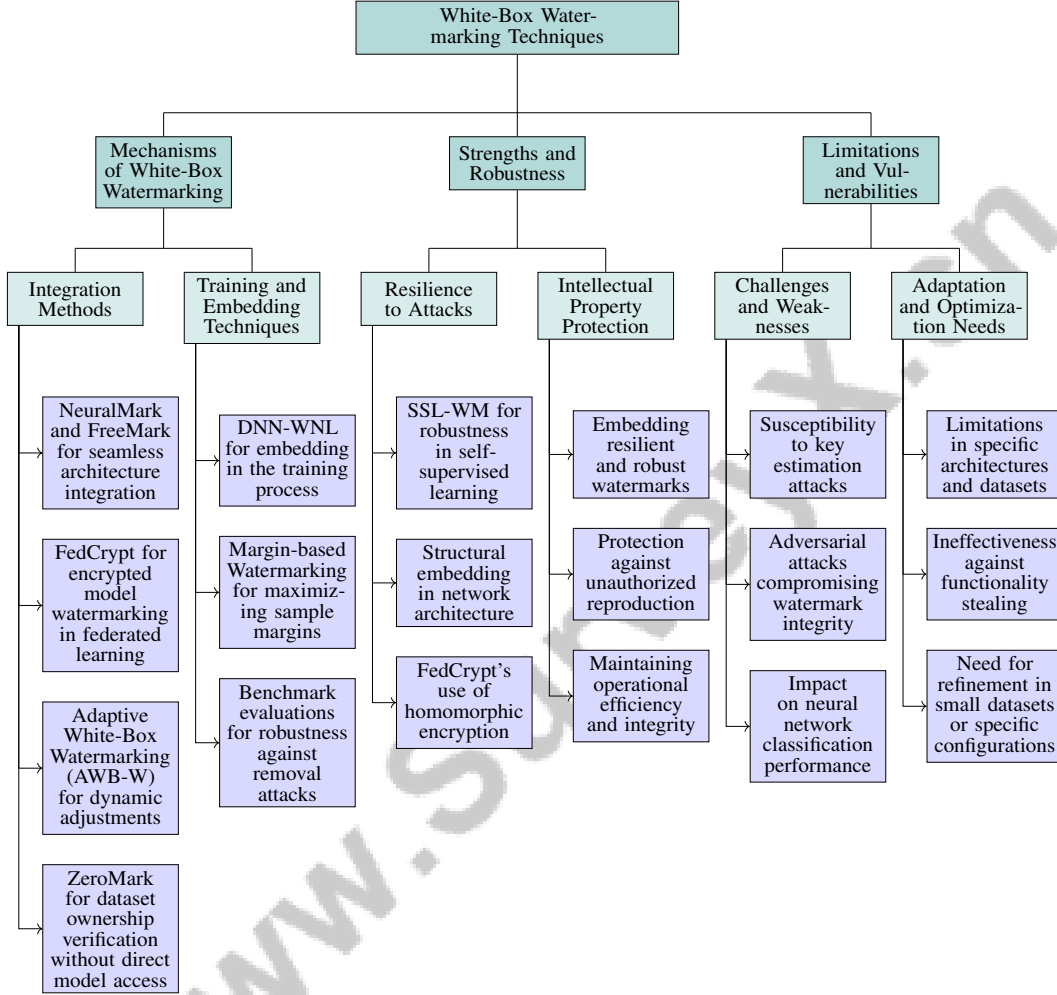 White-Box Water-
marking Techniques
Mechanisms
of White-Box
Watermarking
Strengths and
Robustness
Limitations
and Vul-
nerabilities
Integration
Methods
Training and
Embedding
Techniques
Resilience
to Attacks
Intellectual
Property
Protection
Challenges
and Weak-
nesses
Adaptation
and Optimiza-
tion Needs
NeuralMark
and FreeMark
for seamless
architecture
integration
FedCrypt for
encrypted
model
watermarking
in federated
learning
Adaptive
White-Box
Watermarking
(AWB-W)
for dynamic
adjustments
ZeroMark
for dataset
ownership
verification
without direct
model access
DNN-WNL
for embedding
in the training
process
Margin-based
Watermarking
for maximiz-
ing sample
margins
Benchmark
evaluations
for robustness
against
removal
attacks
SSL-WM for
robustness
in self-
supervised
learning
Structural
embedding
in network
architecture
FedCrypt's
use of
homomorphic
encryption
Embedding
resilient
and robust
watermarks
Protection
against
unauthorized
reproduction
Maintaining
operational
efficiency
and integrity
Susceptibility
to key
estimation
attacks
Adversarial
attacks
compromising
watermark
integrity
Impact
on neural
network
classification
performance
Limitations
in specific
architectures
and datasets
Ineffectiveness
against
functionality
stealing
Need for
refinement in
small datasets
or specific
configurations
www.Surveyx.cn